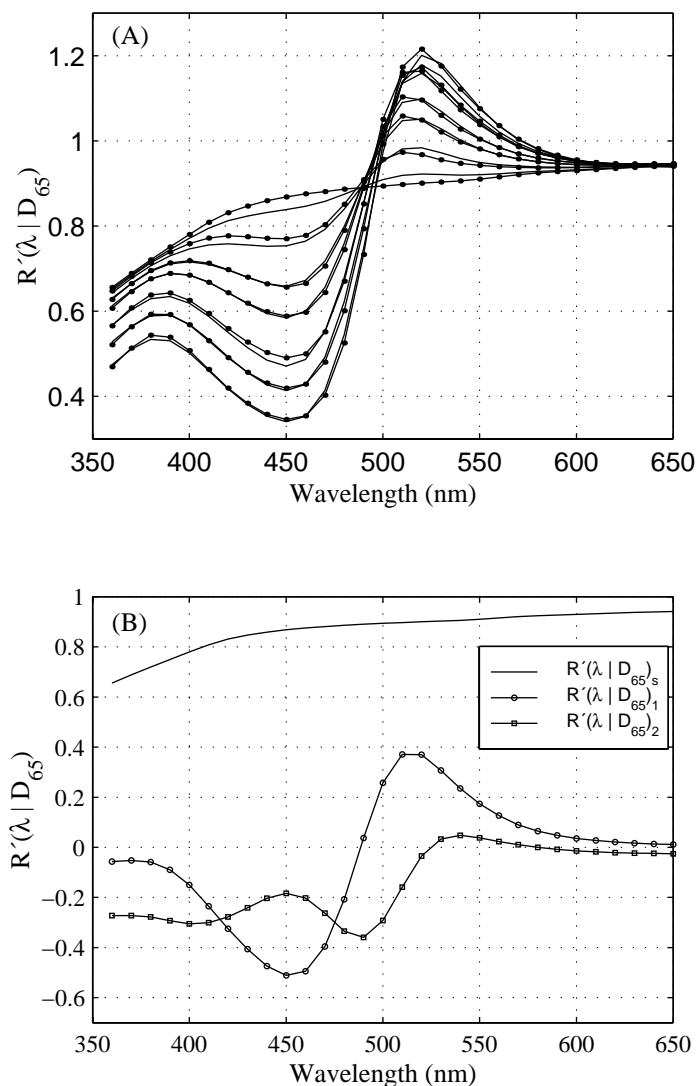 (A)
1.2
1
0.8
0.6
0.4
R´(λ | D65)
350 400 450 500 550 600 650
Wavelength (nm)
(B)
1
0.8
0.6
0.4
0.2
0
−0.2
−0.4
−0.6
R´(λ | D65)
R´(λ | D65)s
R´(λ | D65)1
R´(λ | D65)2
350 400 450 500 550 600 650
Wavelength (nm)